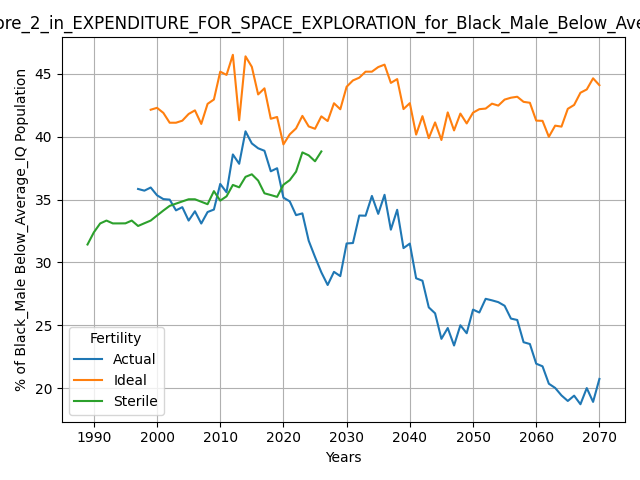 ore_2_in_EXPENDITURE_FOR_SPACE_EXPLORATION_for_Black_Male_Below_Ave
% of Black_Male Below_Average_IQ Population
45
40
35
30
25
20
Fertility
Actual
Ideal
Sterile
1990 2000 2010 2020 2030 2040 2050 2060 2070
Years